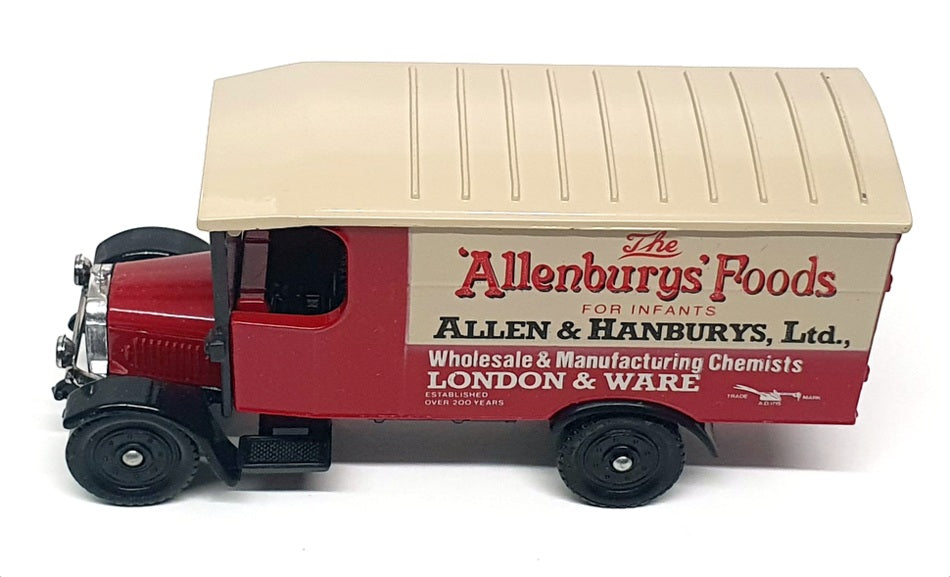 The
'Allenburys' Foods
FOR INFANTS
ALLEN & HANBURYS, Ltd.,
Wholesale & Manufacturing Chemists
LONDON & WARE
ESTABLISHED
OVER 200 YEARS
TRADE MARK
A.D. 1715